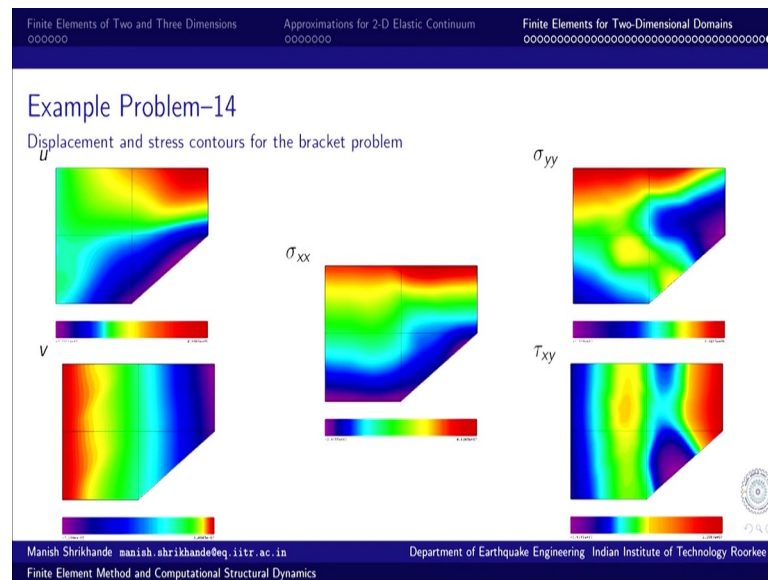 Finite Elements of Two and Three Dimensions
Approximations for 2-D Elastic Continuum
Finite Elements for Two-Dimensional Domains
Example Problem–14
Displacement and stress contours for the bracket problem
u
σyy
σxx
v
τxy
Manish Shrikhande manish.shrikhande@eq.iitr.ac.in
Department of Earthquake Engineering Indian Institute of Technology Roorkee
Finite Element Method and Computational Structural Dynamics